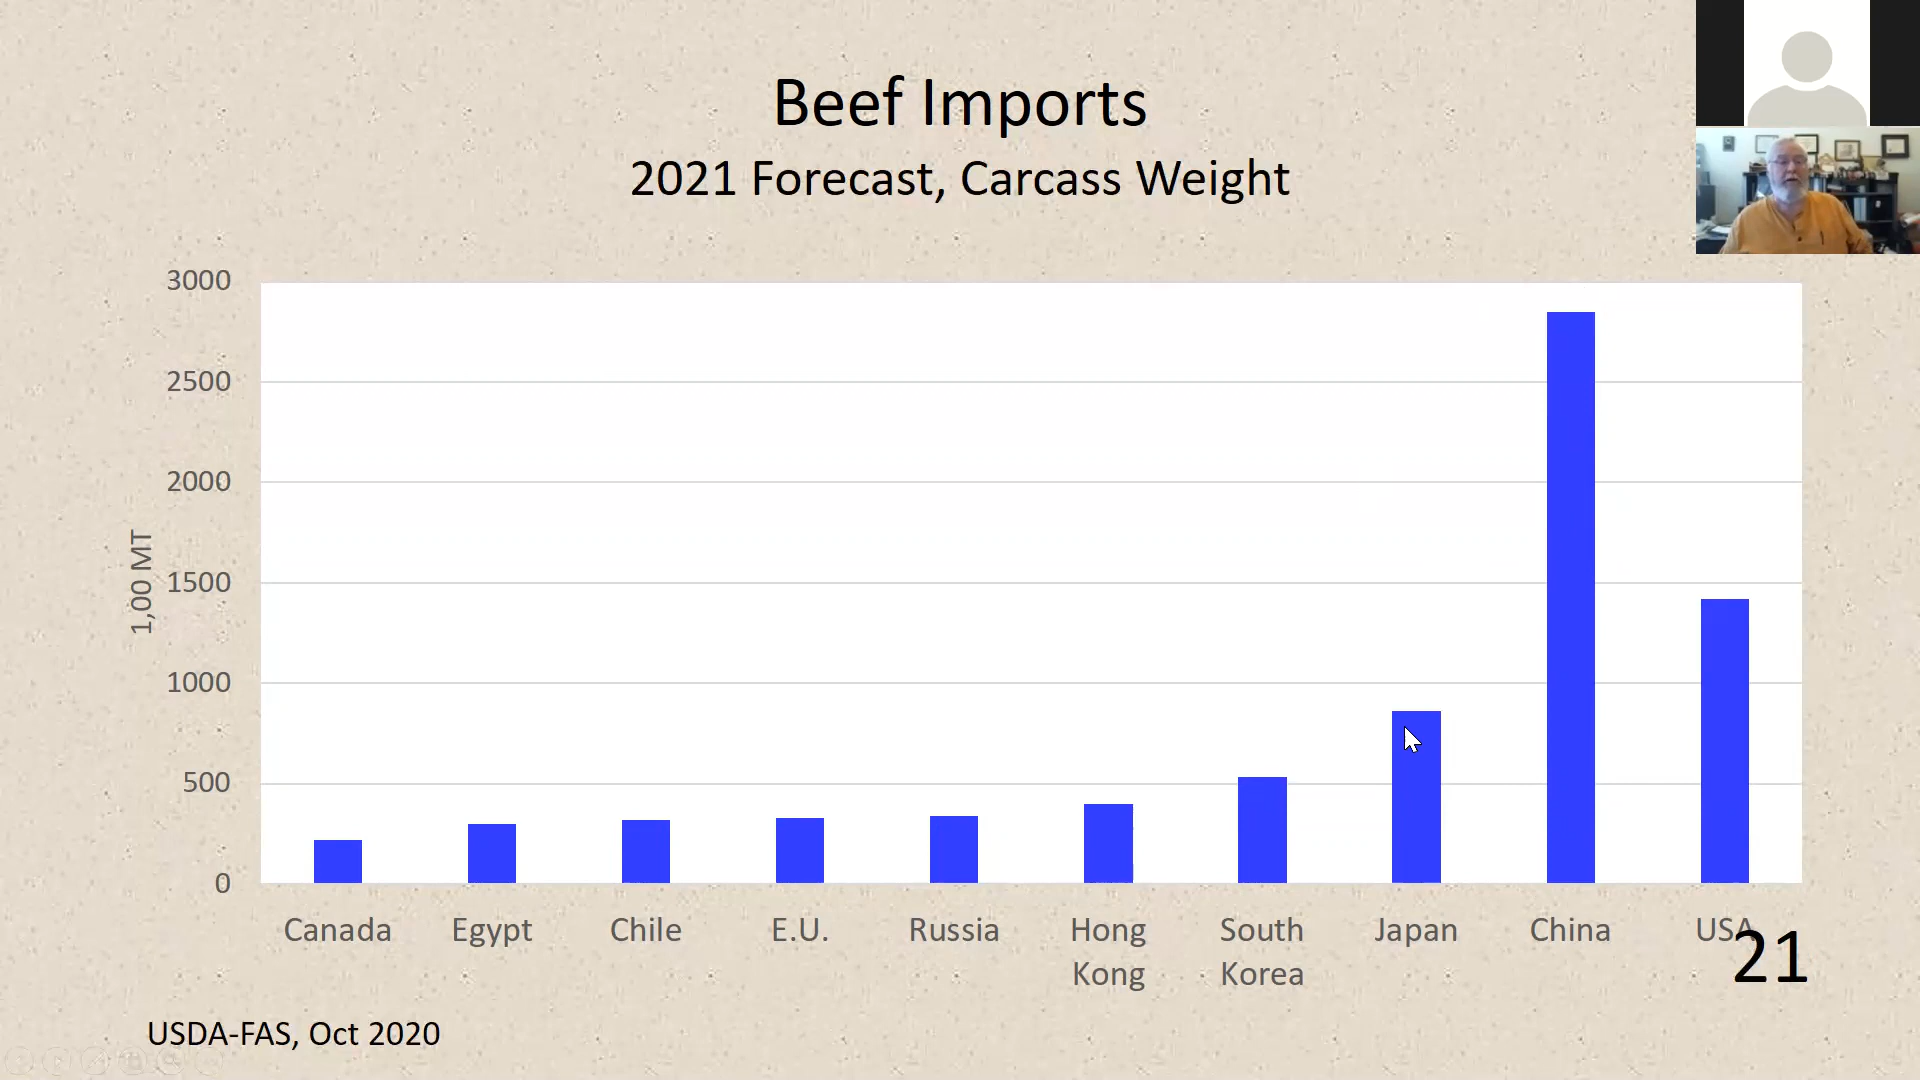 Beef Imports
2021 Forecast, Carcass Weight
3000
2500
2000
1500
1000
500
0
1,00 MT
Canada
Egypt
Chile
E.U.
Russia
Hong
Kong
South
Korea
Japan
China
USA
21
USDA-FAS, Oct 2020